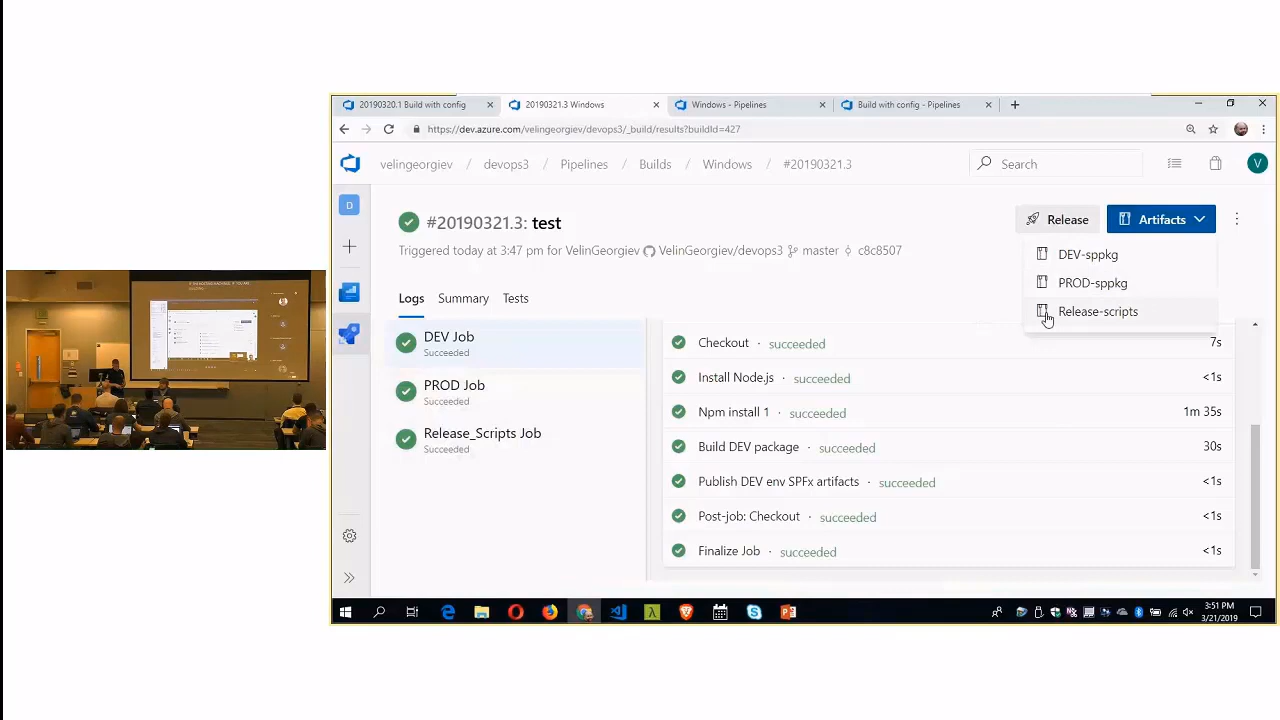 20190320.1 Build with config
20190321.3 Windows
Windows - Pipelines
Build with config - Pipelines
https://dev.azure.com/velingeorgiev/devops3/_build/results?buildId=427
velingeorgiev / devops3 / Pipelines / Builds / Windows / #20190321.3
Search
V
D
#20190321.3: test
Release
Artifacts
Triggered today at 3:47 pm for VelinGeorgiev VelinGeorgiev/devops3 master c8c8507
DEV-sppkg
PROD-sppkg
Release-scripts
Logs Summary Tests
DEV Job
Succeeded
PROD Job
Succeeded
Release_Scripts Job
Succeeded
Checkout · succeeded 7s
Install Node.js · succeeded <1s
Npm install 1 · succeeded 1m 35s
Build DEV package · succeeded 30s
Publish DEV env SPFx artifacts · succeeded <1s
Post-job: Checkout · succeeded <1s
Finalize Job · succeeded <1s
3:51 PM
3/21/2019